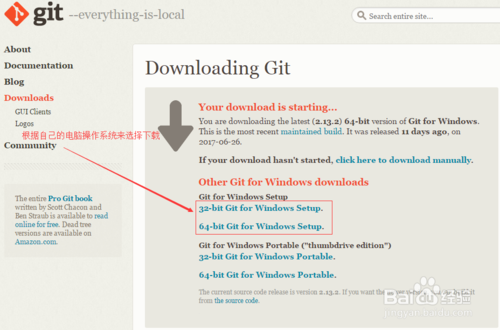 git --everything-is-local
Search entire site...
About
Documentation
Blog
Downloads
GUI Clients
Logos
根据自己的电脑操作系统来选择下载
Community
The entire Pro Git book
written by Scott Chacon and
Ben Straub is available to read
online for free. Dead tree
versions are available on
Amazon.com.
Downloading Git
Your download is starting...
You are downloading the latest (2.13.2) 64-bit version of Git for Windows.
This is the most recent maintained build. It was released 11 days ago, on
2017-06-26.
If your download hasn't started, click here to download manually.
Other Git for Windows downloads
Git for Windows Setup
32-bit Git for Windows Setup.
64-bit Git for Windows Setup.
Git for Windows Portable ("thumbdrive edition")
32-bit Git for Windows Portable.
64-bit Git for Windows Portable.
The current source code release is version 2.13.2. If you want the
from the source code.
Baidu 经验
jingyan.baidu.com